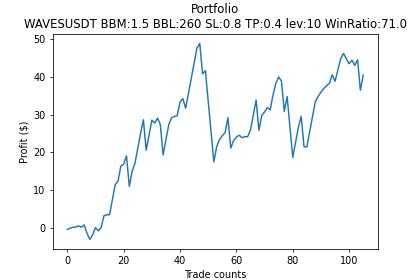 Portfolio
WAVESUSDT BBM:1.5 BBL:260 SL:0.8 TP:0.4 lev:10 WinRatio:71.0
50
40
30
20
10
0
Profit ($)
0 20 40 60 80 100
Trade counts